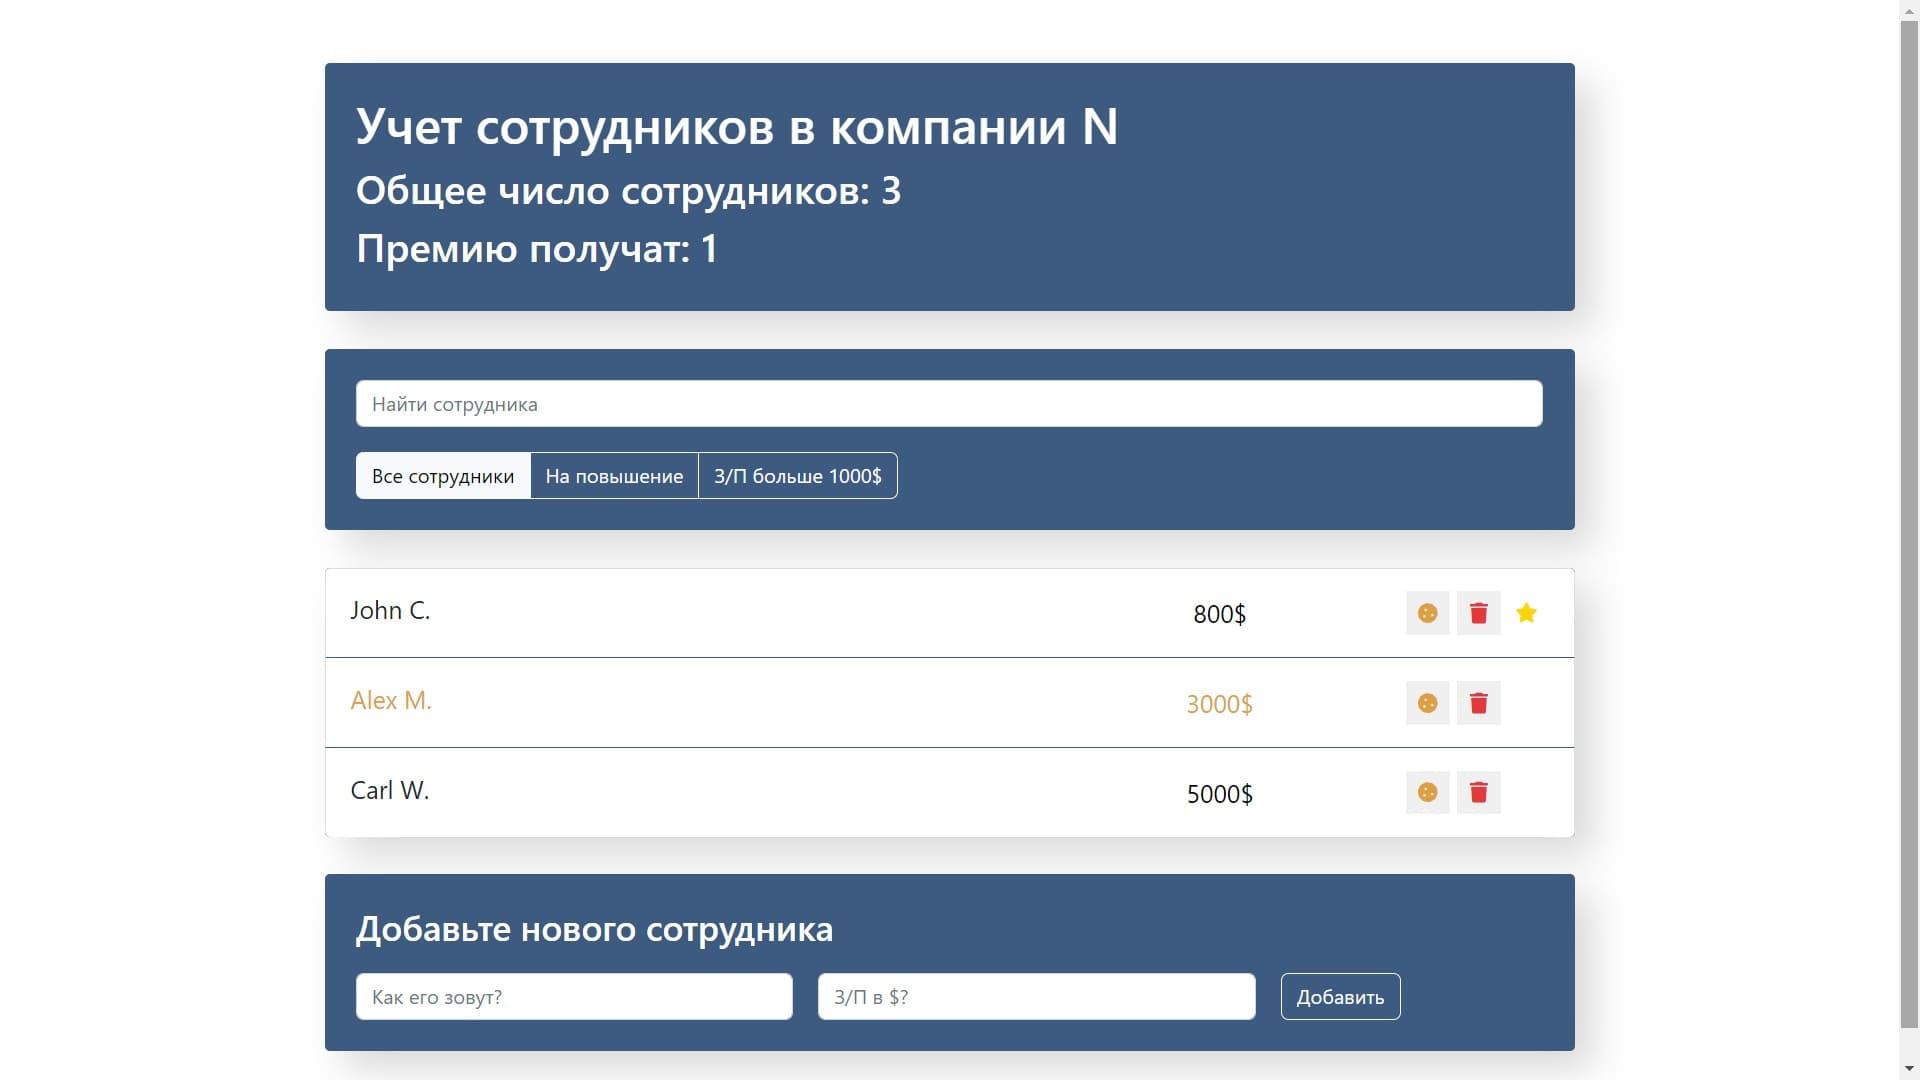 Учет сотрудников в компании N
Общее число сотрудников: 3
Премию получат: 1
Найти сотрудника
Все сотрудники На повышение З/П больше 1000$
John C. 800$
Alex M. 3000$
Carl W. 5000$
Добавьте нового сотрудника
Как его зовут? З/П в $? Добавить